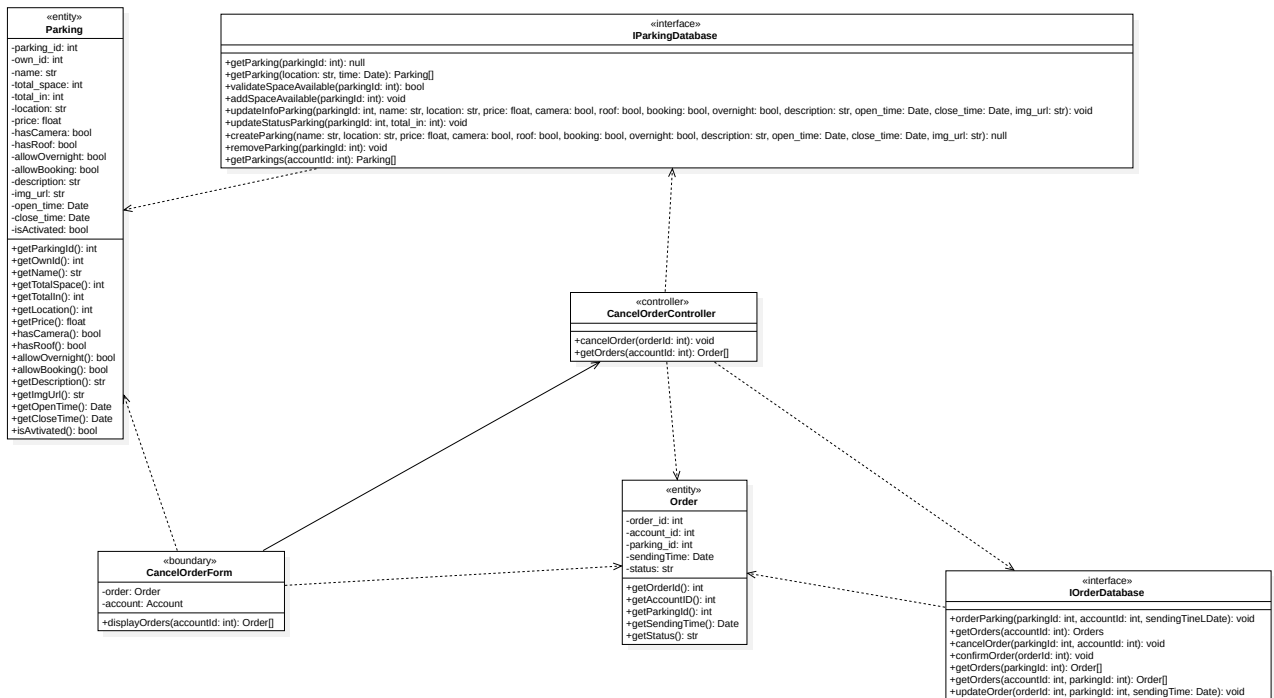 «entity»
Parking
-parking_id: int
-own_id: int
-name: str
-total_space: int
-total_in: int
-location: str
-price: float
-hasCamera: bool
-hasRoof: bool
-allowOvernight: bool
-allowBooking: bool
-description: str
-img_url: str
-open_time: Date
-close_time: Date
-isActivated: bool
+getParkingId(): int
+getOwnId(): int
+getName(): str
+getTotalSpace(): int
+getTotalIn(): int
+getLocation(): int
+getPrice(): float
+hasCamera(): bool
+hasRoof(): bool
+allowOvernight(): bool
+allowBooking(): bool
+getDescription(): str
+getImgUrl(): str
+getOpenTime(): Date
+getCloseTime(): Date
+isAvtivated(): bool
«interface»
IParkingDatabase
+getParking(parkingId: int): null
+getParking(location: str, time: Date): Parking[]
+validateSpaceAvailable(parkingId: int): bool
+addSpaceAvailable(parkingId: int): void
+updateInfoParking(parkingId: int, name: str, location: str, price: float, camera: bool, roof: bool, booking: bool, overnight: bool, description: str, open_time: Date, close_time: Date, img_url: str): void
+updateStatusParking(parkingId: int, total_in: int): void
+createParking(name: str, location: str, price: float, camera: bool, roof: bool, booking: bool, overnight: bool, description: str, open_time: Date, close_time: Date, img_url: str): null
+removeParking(parkingId: int): void
+getParkings(accountId: int): Parking[]
«controller»
CancelOrderController
+cancelOrder(orderId: int): void
+getOrders(accountId: int): Order[]
«entity»
Order
-order_id: int
-account_id: int
-parking_id: int
-sendingTime: Date
-status: str
+getOrderId(): int
+getAccountID(): int
+getParkingId(): int
+getSendingTime(): Date
+getStatus(): str
«boundary»
CancelOrderForm
-order: Order
-account: Account
+displayOrders(accountId: int): Order[]
«interface»
IOrderDatabase
+orderParking(parkingId: int, accountId: int, sendingTineLDate): void
+getOrders(accountId: int): Orders
+cancelOrder(parkingId: int, accountId: int): void
+confirmOrder(orderId: int): void
+getOrders(parkingId: int): Order[]
+getOrders(accountId: int, parkingId: int): Order[]
+updateOrder(orderId: int, parkingId: int, sendingTime: Date): void